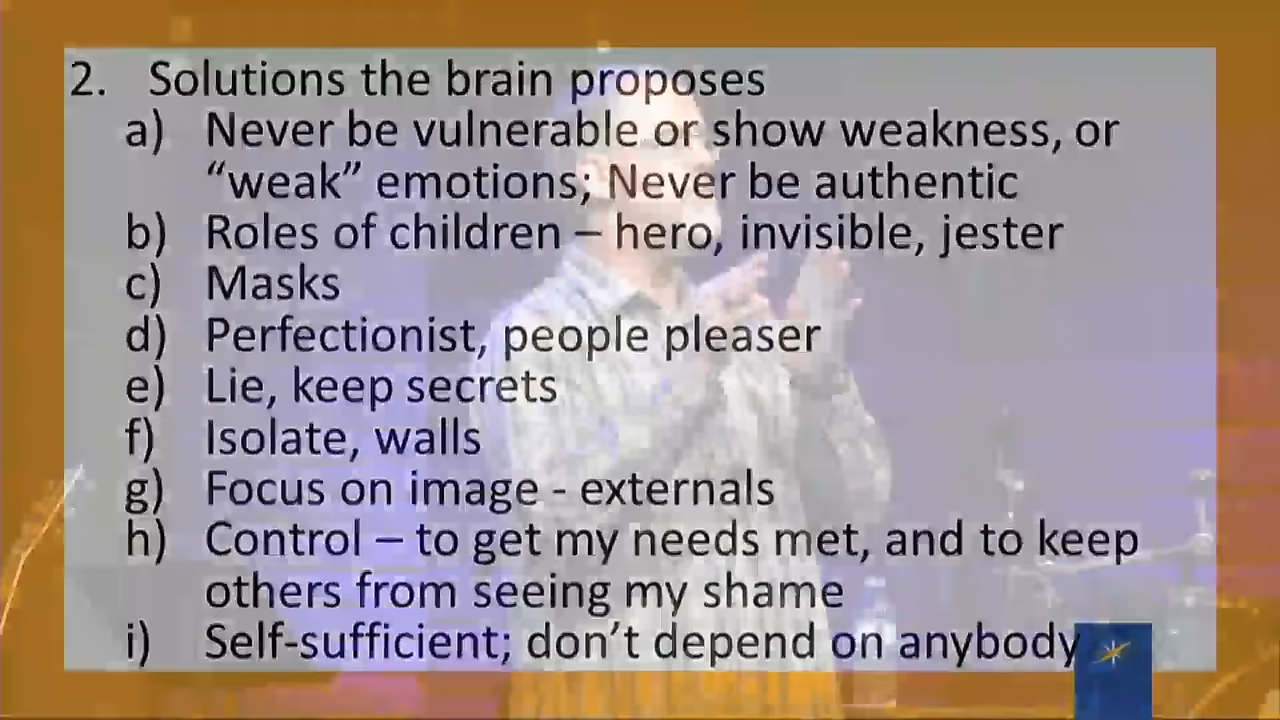 2. Solutions the brain proposes
a) Never be vulnerable or show weakness, or
“weak” emotions; Never be authentic
b) Roles of children – hero, invisible, jester
c) Masks
d) Perfectionist, people pleaser
e) Lie, keep secrets
f) Isolate, walls
g) Focus on image - externals
h) Control – to get my needs met, and to keep
others from seeing my shame
i) Self-sufficient; don’t depend on anybody